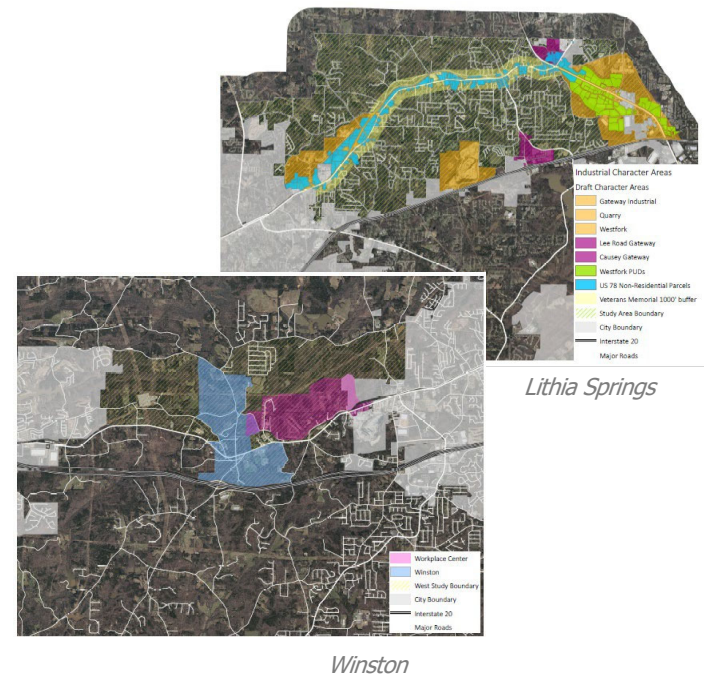 Industrial Character Areas
Draft Character Areas
Gateway Industrial
Quarry
Westfork
Lee Road Gateway
Causey Gateway
Westfork PUDs
US 78 Non-Residential Parcels
Veterans Memorial 1000' buffer
Study Area Boundary
City Boundary
Interstate 20
Major Roads
Lithia Springs
Workplace Center
Winston
West Study Boundary
City Boundary
Interstate 20
Major Roads
Winston